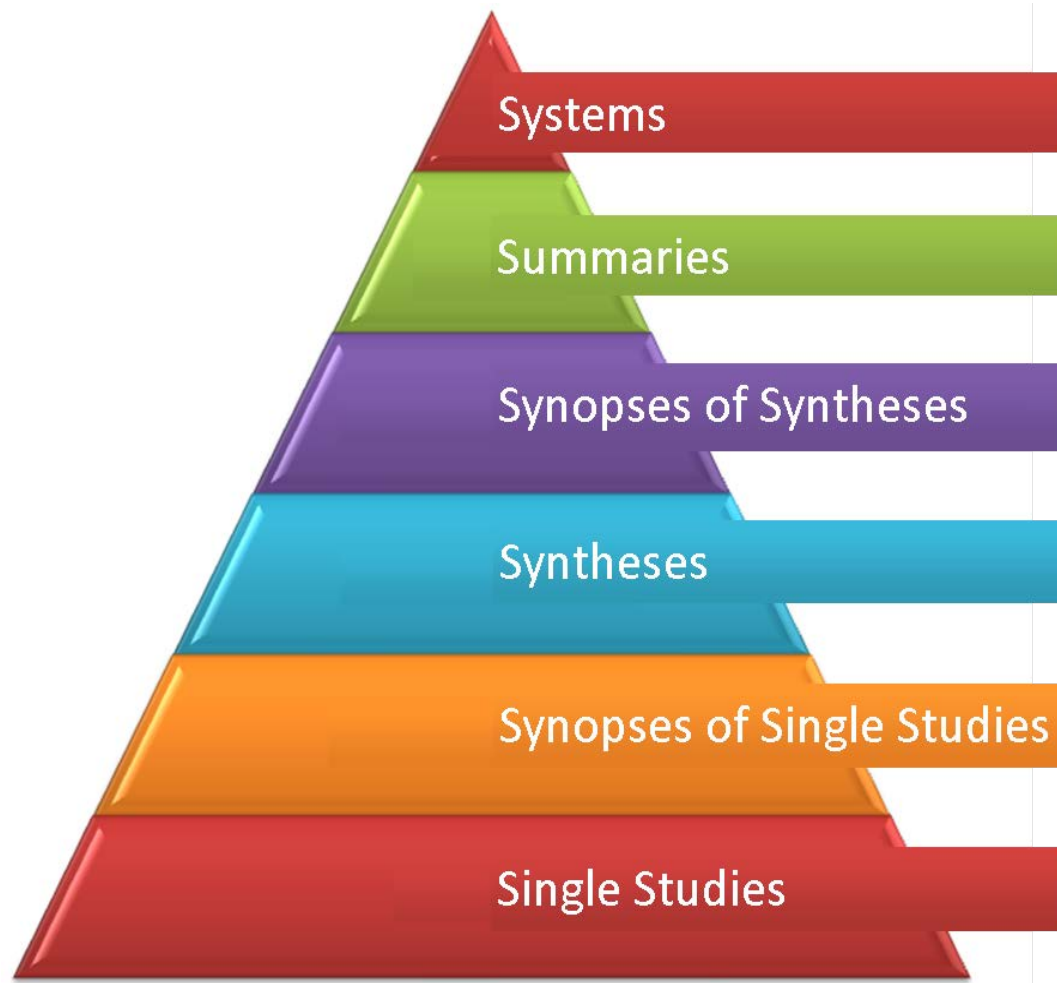 Systems
Summaries
Synopses of Syntheses
Syntheses
Synopses of Single Studies
Single Studies